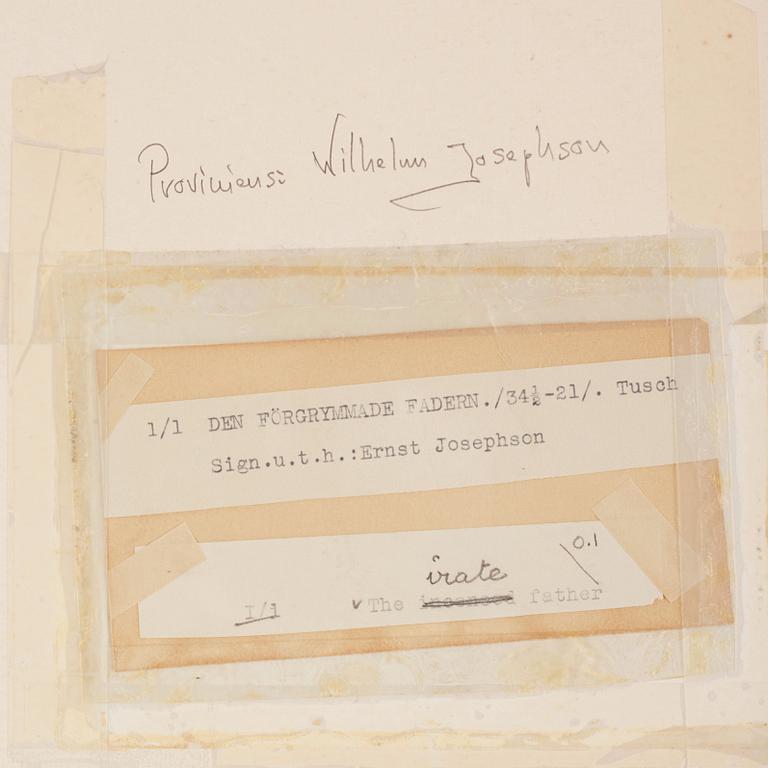 Proviniens: Wilhelm Josephson
1/1 DEN FÖRGRYMMADE FADERN./34½-21/. Tusch
Sign.u.t.h.:Ernst Josephson
0.1
irate
I/1 ✓The incensed father